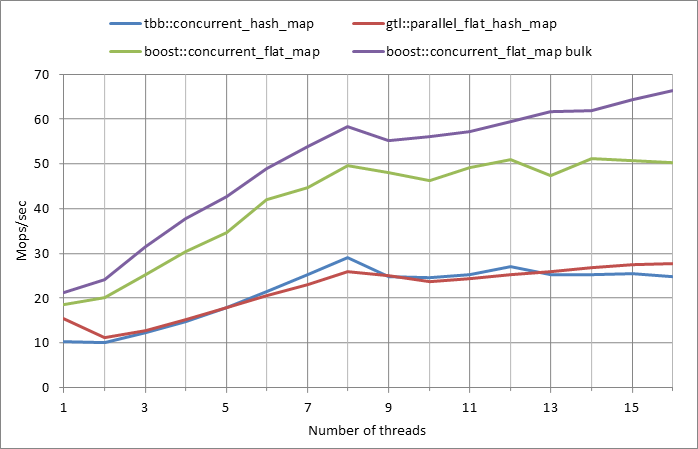 tbb::concurrent_hash_map gtl::parallel_flat_hash_map
boost::concurrent_flat_map boost::concurrent_flat_map bulk
70
60
50
40
30
20
10
0
Mops/sec
1 3 5 7 9 11 13 15
Number of threads